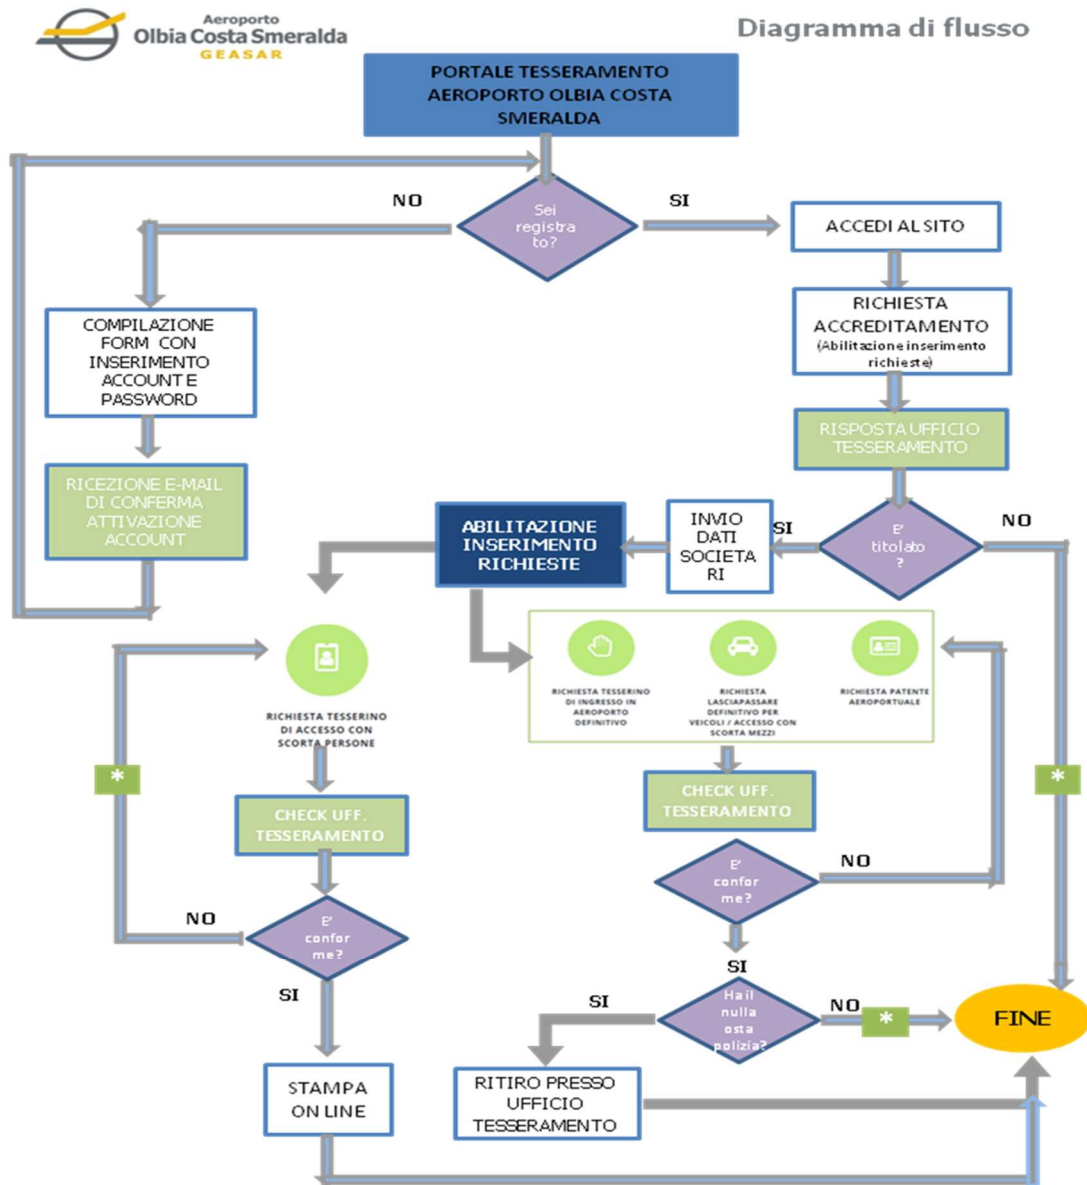 Aeroporto
Olbia Costa Smeralda
GEASAR
Diagramma di flusso
PORTALE TESSERAMENTO
AEROPORTO OLBIA COSTA
SMERALDA
NO
SI
Sei
registra
to?
ACCEDI AL SITO
RICHIESTA
ACCREDITAMENTO
(Abilitazione inserimento
richieste)
COMPILAZIONE
FORM CON
INSERIMENTO
ACCOUNT E
PASSWORD
RISPOSTA UFFICIO
TESSERAMENTO
RICEZIONE E-MAIL
DI CONFERMA
ATTIVAZIONE
ACCOUNT
ABILITAZIONE
INSERIMENTO
RICHIESTE
INVIO
DATI
SOCIETA
RI
SI
E'
titolato
?
NO
RICHIESTA TESSERINO
DI ACCESSO CON
SCORTA PERSONE
RICHIESTA TESSERINO
DI INGRESSO IN
AEROPORTO
DEFINITIVO
RICHIESTA
LASCIAPASSARE
DEFINITIVO PER
VEICOLI / ACCESSO CON
SCORTA MEZZI
RICHIESTA PATENTE
AEROPORTUALE
*
*
CHECK UFF.
TESSERAMENTO
CHECK UFF.
TESSERAMENTO
E'
confor
me?
NO
NO
E'
confor
me?
SI
SI
SI
Ha il
nulla
osta
polizia?
NO
*
FINE
STAMPA
ON LINE
RITIRO PRESSO
UFFICIO
TESSERAMENTO